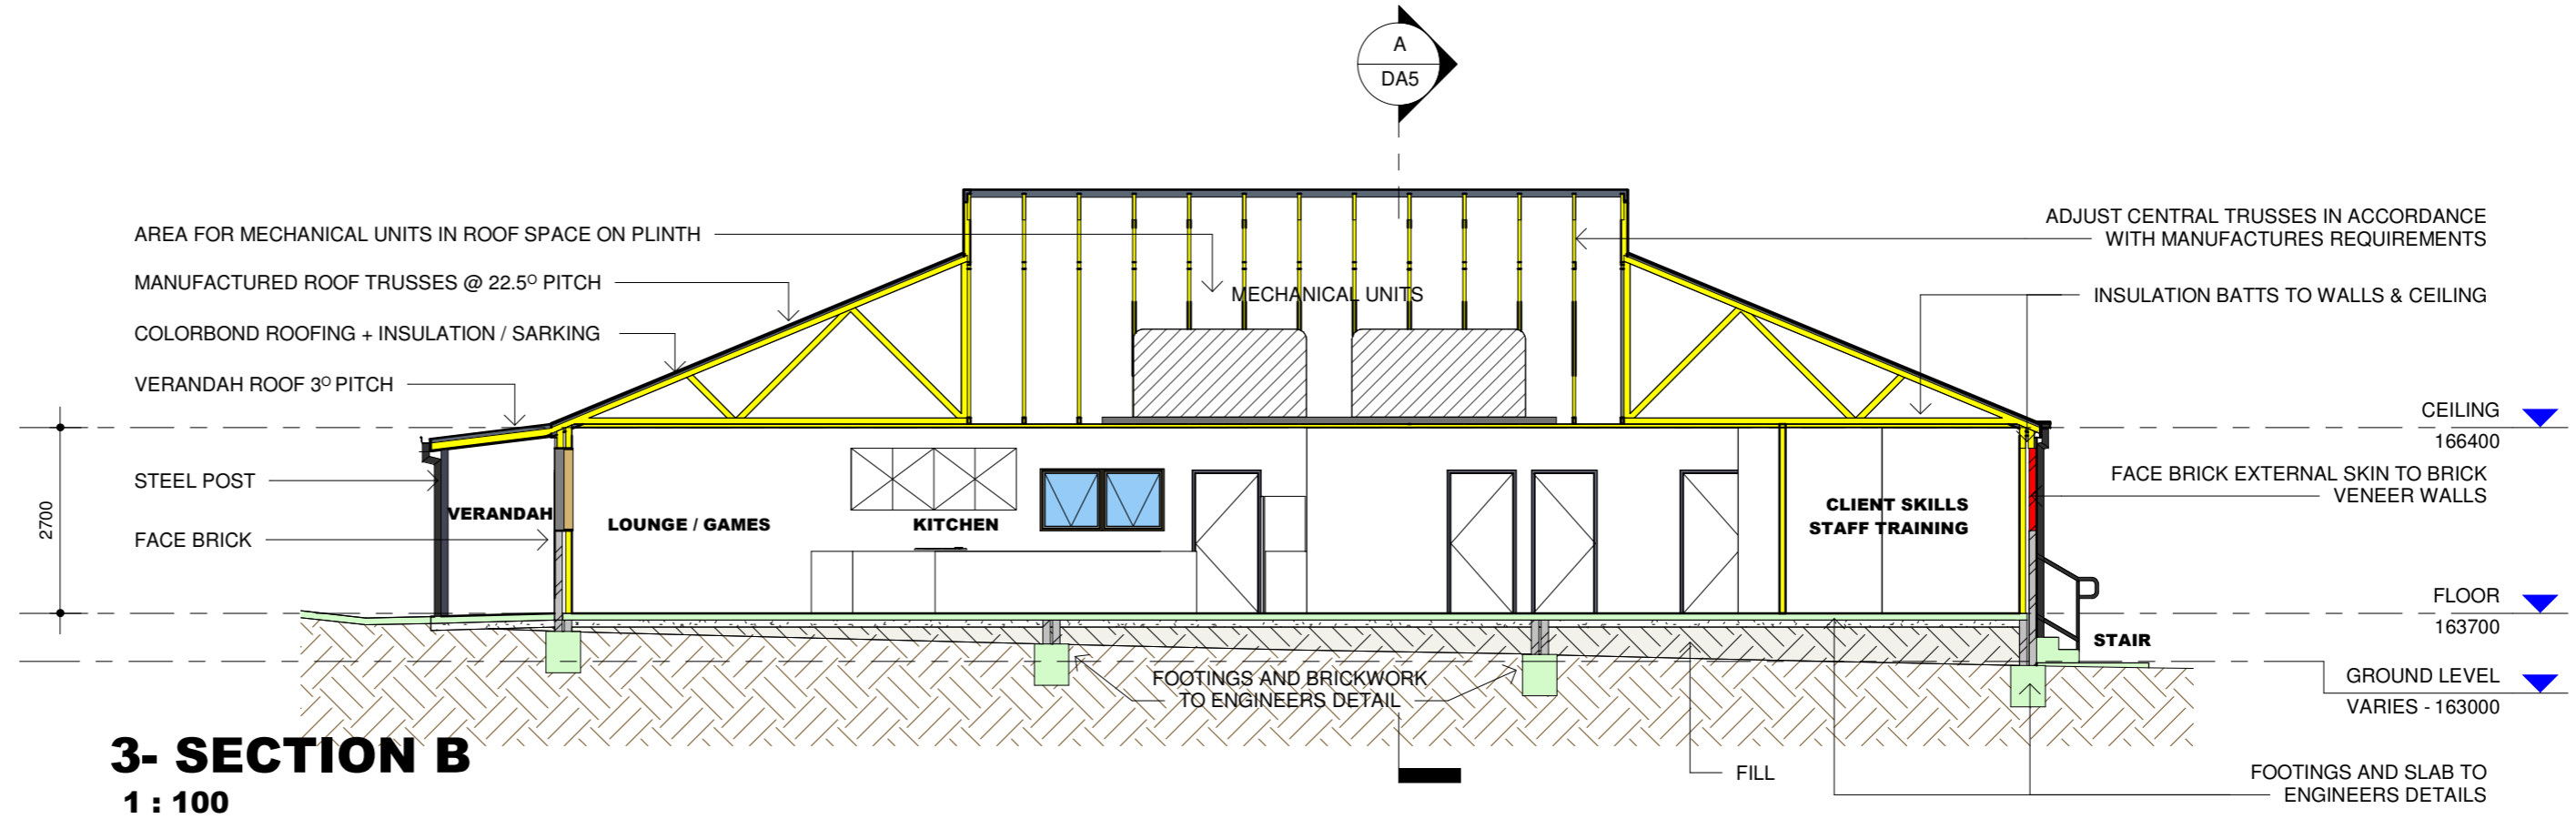 A
DA5
AREA FOR MECHANICAL UNITS IN ROOF SPACE ON PLINTH
MANUFACTURED ROOF TRUSSES @ 22.5O PITCH
COLORBOND ROOFING + INSULATION / SARKING
VERANDAH ROOF 3O PITCH
STEEL POST
FACE BRICK
2700
MECHANICAL UNITS
VERANDAH
LOUNGE / GAMES
KITCHEN
CLIENT SKILLS
STAFF TRAINING
ADJUST CENTRAL TRUSSES IN ACCORDANCE
WITH MANUFACTURES REQUIREMENTS
INSULATION BATTS TO WALLS & CEILING
CEILING
166400
FACE BRICK EXTERNAL SKIN TO BRICK
VENEER WALLS
FLOOR
163700
STAIR
GROUND LEVEL
VARIES - 163000
FOOTINGS AND BRICKWORK
TO ENGINEERS DETAIL
FILL
FOOTINGS AND SLAB TO
ENGINEERS DETAILS
3- SECTION B
1 : 100